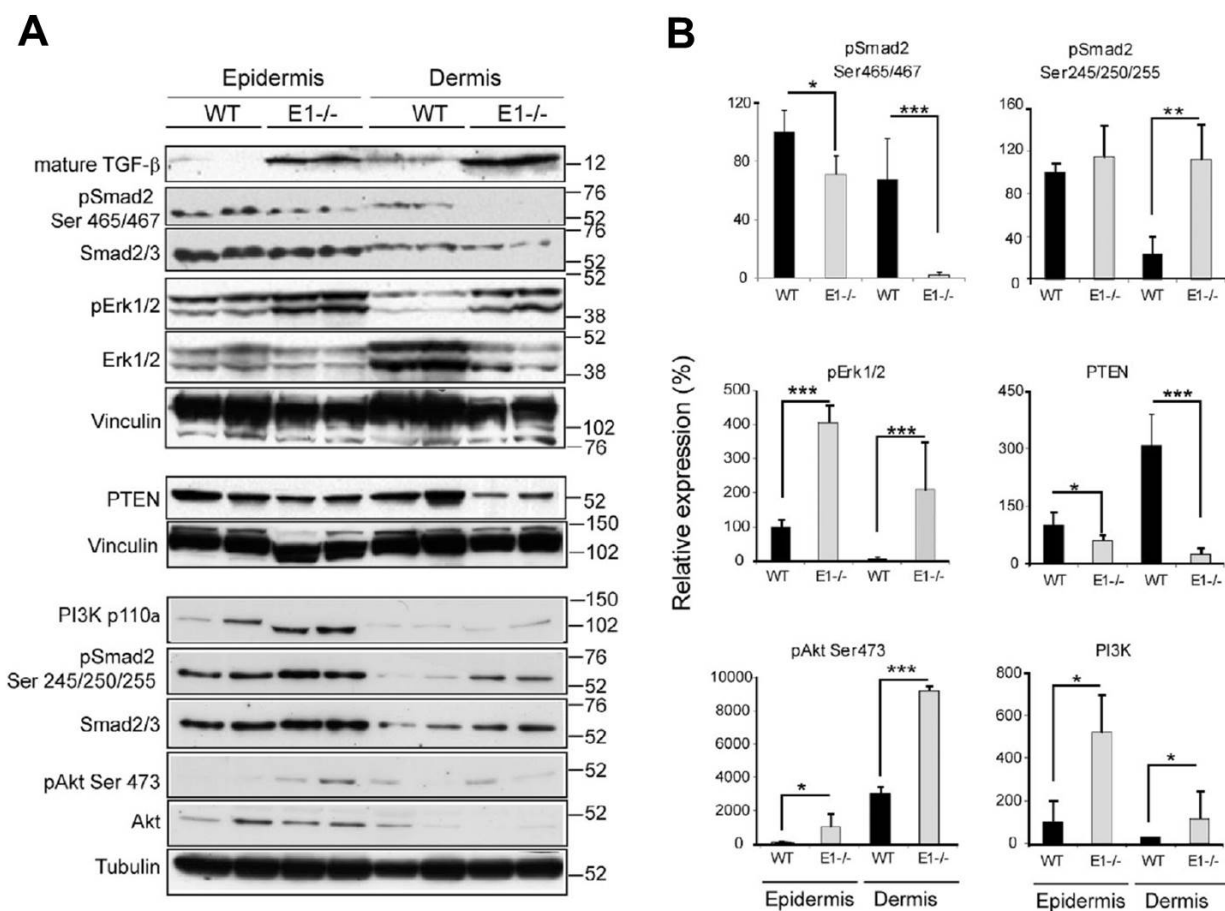 A
Epidermis Dermis
WT E1-/- WT E1-/-
mature TGF-β 12
pSmad2
Ser 465/467
76
52
Smad2/3
76
52
pErk1/2
52
38
Erk1/2
52
38
Vinculin
102
76
PTEN 52
Vinculin
150
102
PI3K p110a
150
102
pSmad2
Ser 245/250/255
76
52
Smad2/3
76
52
pAkt Ser 473 52
Akt 52
Tubulin 52
B
Relative expression (%)
pSmad2
Ser465/467
120
80
40
0
* ***
WT E1-/- WT E1-/-
pSmad2
Ser245/250/255
160
120
80
40
0
**
WT E1-/- WT E1-/-
pErk1/2
500
400
300
200
100
0
*** ***
WT E1-/- WT E1-/-
PTEN
450
300
150
0
* ***
WT E1-/- WT E1-/-
pAkt Ser473
10000
8000
6000
4000
2000
0
* ***
WT E1-/- WT E1-/-
Epidermis Dermis
PI3K
800
600
400
200
0
* *
WT E1-/- WT E1-/-
Epidermis Dermis